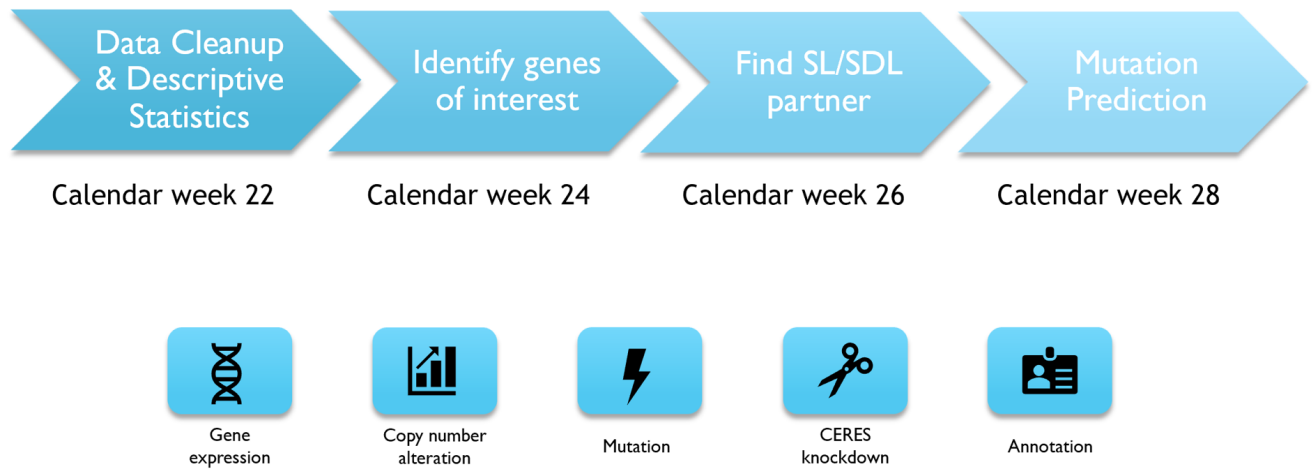 Data Cleanup
& Descriptive
Statistics
Identify genes
of interest
Find SL/SDL
partner
Mutation
Prediction
Calendar week 22
Calendar week 24
Calendar week 26
Calendar week 28
Gene
expression
Copy number
alteration
Mutation
CERES
knockdown
Annotation